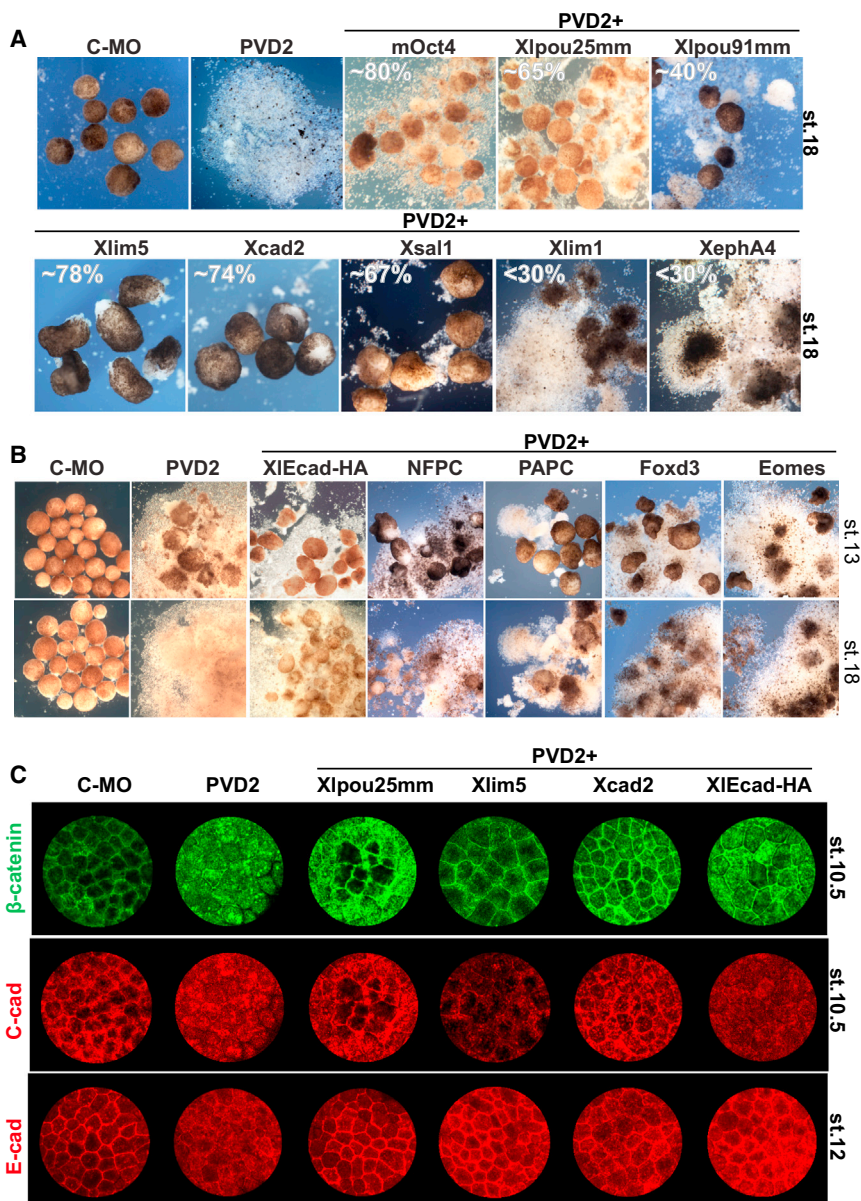 A
PVD2+
C-MO PVD2 mOct4 Xlpou25mm Xlpou91mm
~80% ~65% ~40%
st.18
PVD2+
Xlim5 Xcad2 Xsal1 Xlim1 XephA4
~78% ~74% ~67% <30% <30%
st.18
B
PVD2+
C-MO PVD2 XlEcad-HA NFPC PAPC Foxd3 Eomes
st.13
st.18
C
PVD2+
C-MO PVD2 Xlpou25mm Xlim5 Xcad2 XlEcad-HA
β-catenin st.10.5
C-cad st.10.5
E-cad st.12